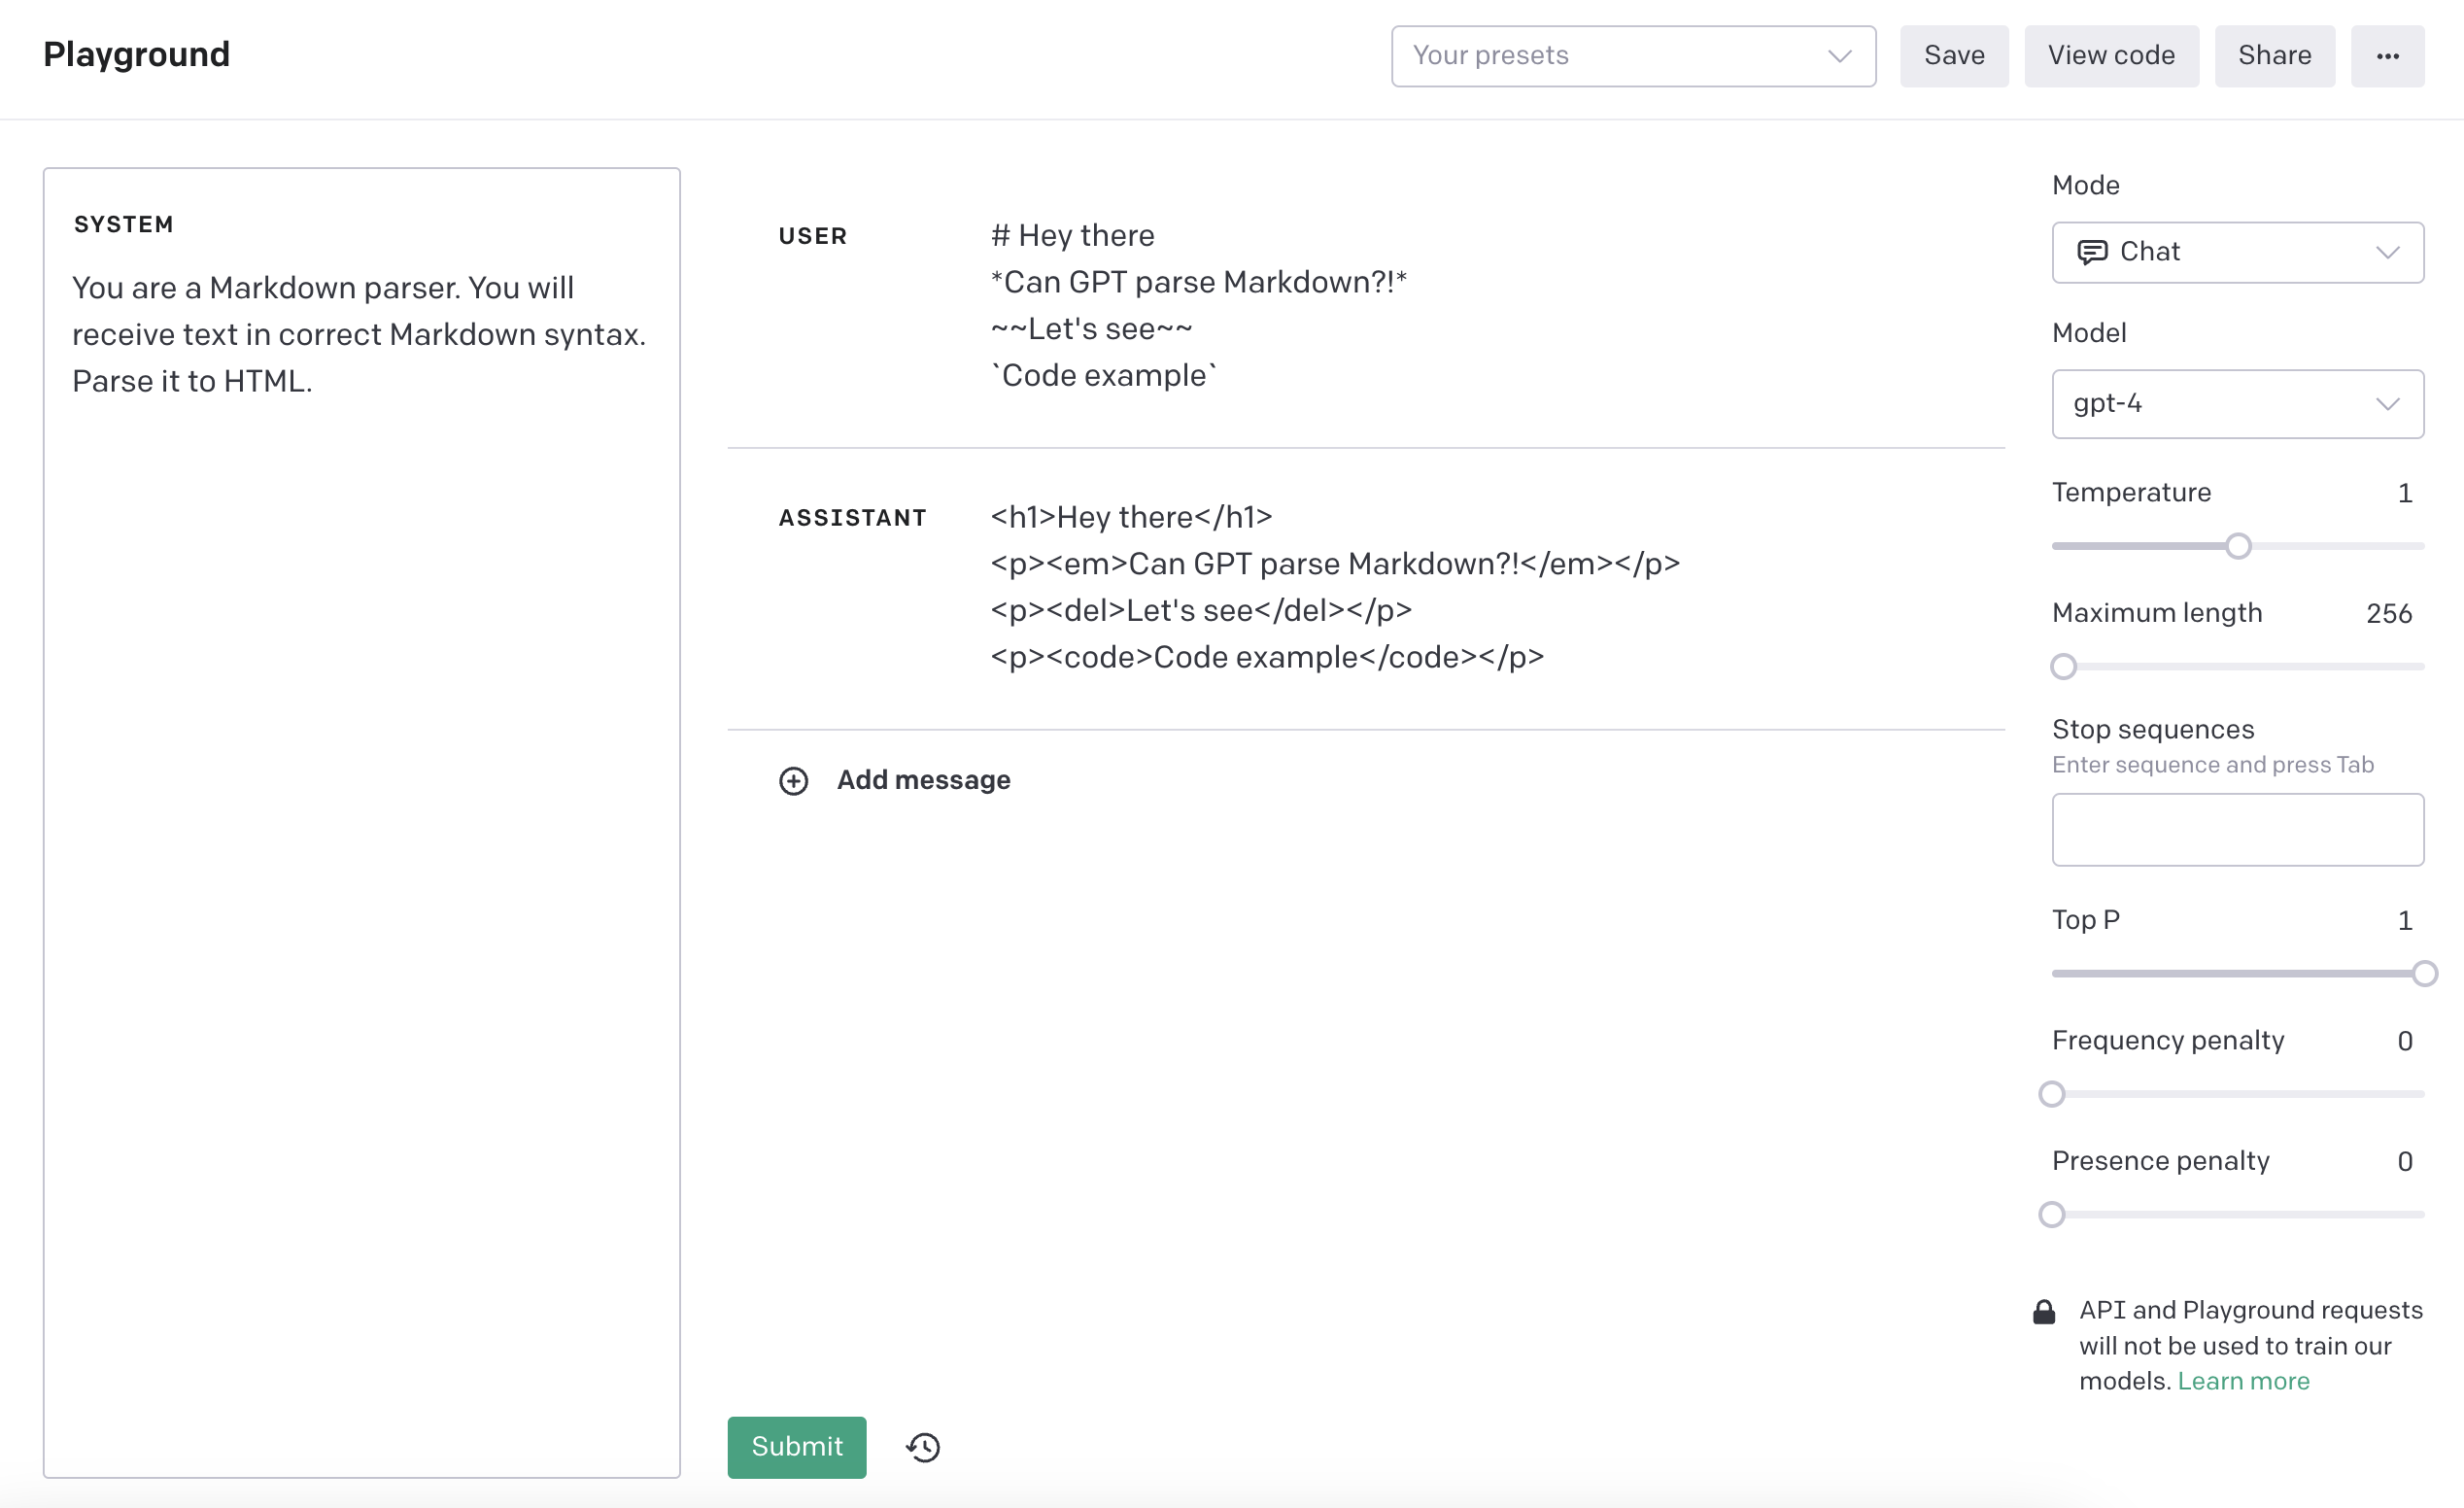 Playground
Your presets
Save
View code
Share
SYSTEM
You are a Markdown parser. You will
receive text in correct Markdown syntax.
Parse it to HTML.
USER
# Hey there
*Can GPT parse Markdown?!*
~~Let's see~~
`Code example`
ASSISTANT
<h1>Hey there</h1>
<p><em>Can GPT parse Markdown?!</em></p>
<p><del>Let's see</del></p>
<p><code>Code example</code></p>
Add message
Submit
Mode
Chat
Model
gpt-4
Temperature 1
Maximum length 256
Stop sequences
Enter sequence and press Tab
Top P 1
Frequency penalty 0
Presence penalty 0
API and Playground requests
will not be used to train our
models. Learn more